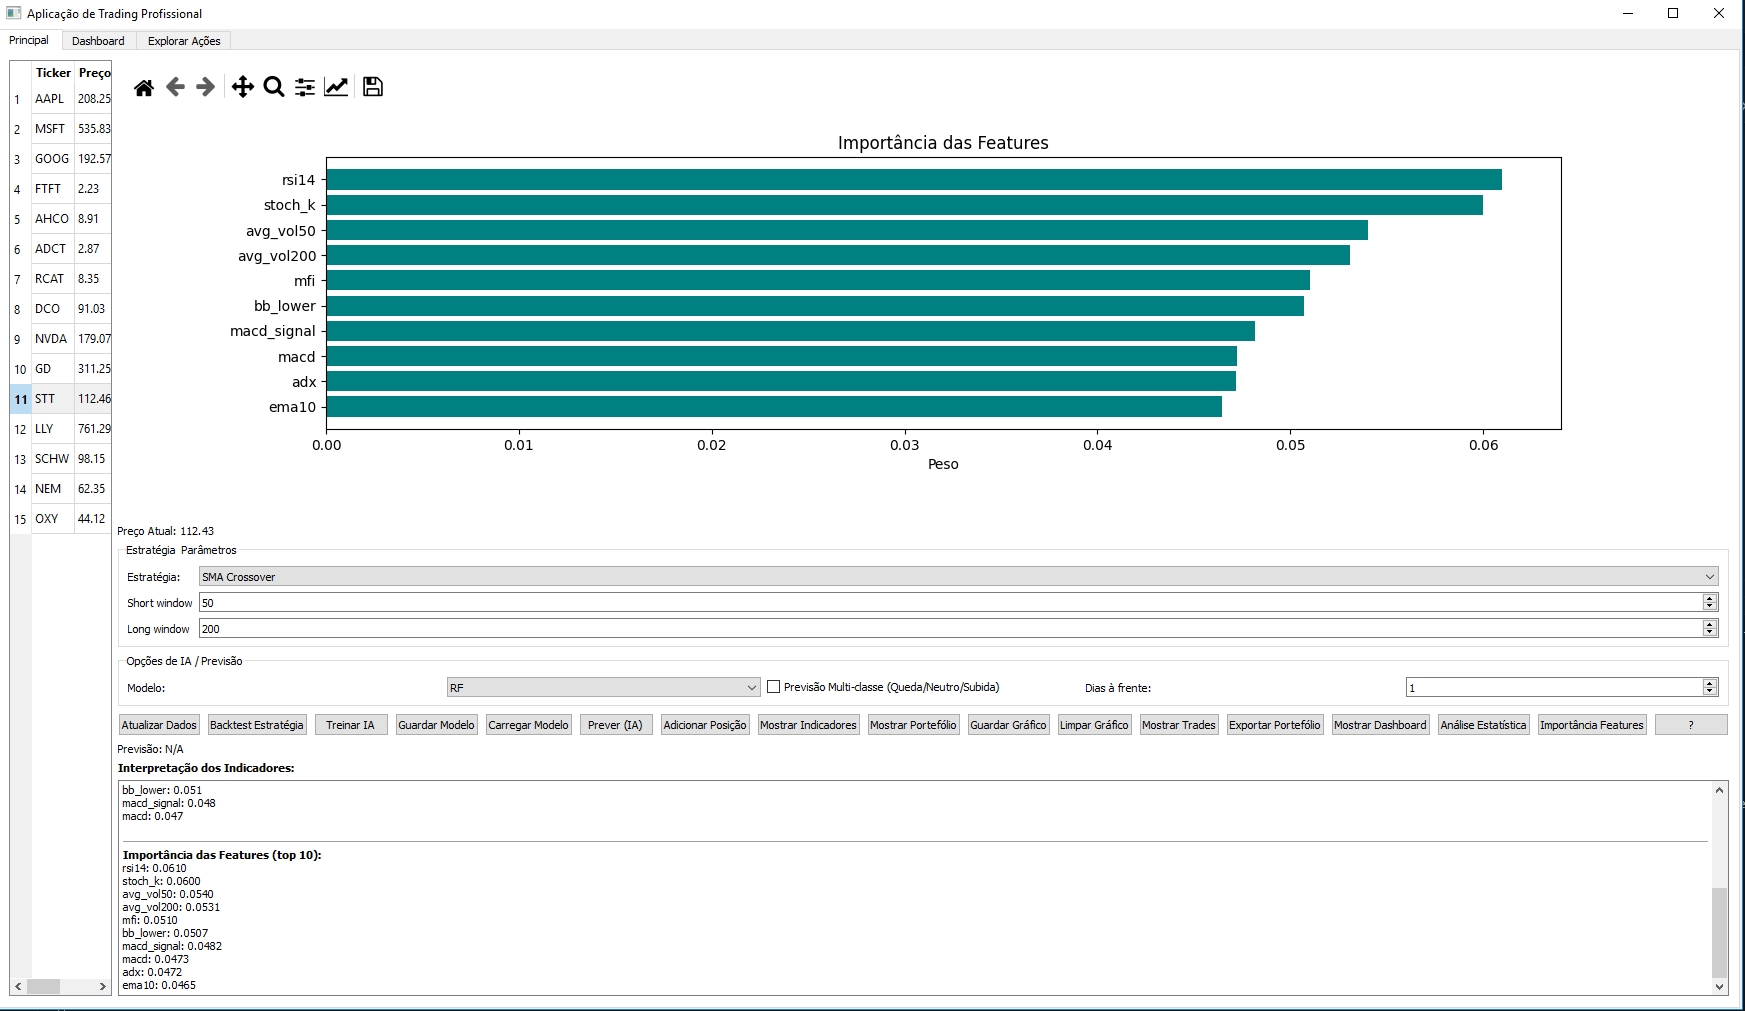 Aplicação de Trading Profissional
Principal Dashboard Explorar Ações
Ticker Preço
1 AAPL 208.25
2 MSFT 535.83
3 GOOG 192.57
4 FTFT 2.23
5 AHCO 8.91
6 ADCT 2.87
7 RCAT 8.35
8 DCO 91.03
9 NVDA 179.07
10 GD 311.25
11 STT 112.46
12 LLY 761.29
13 SCHW 98.15
14 NEM 62.35
15 OXY 44.12
Importância das Features
rsi14
stoch_k
avg_vol50
avg_vol200
mfi
bb_lower
macd_signal
macd
adx
ema10
0.00 0.01 0.02 0.03 0.04 0.05 0.06
Peso
Preço Atual: 112.43
Estratégia Parâmetros
Estratégia: SMA Crossover
Short window 50
Long window 200
Opções de IA / Previsão
Modelo: RF Previsão Multi-classe (Queda/Neutro/Subida) Dias à frente: 1
Atualizar Dados Backtest Estratégia Treinar IA Guardar Modelo Carregar Modelo Prever (IA) Adicionar Posição Mostrar Indicadores Mostrar Portefólio Guardar Gráfico Limpar Gráfico Mostrar Trades Exportar Portefólio Mostrar Dashboard Análise Estatística Importância Features ?
Previsão: N/A
Interpretação dos Indicadores:
bb_lower: 0.051
macd_signal: 0.048
macd: 0.047
Importância das Features (top 10):
rsi14: 0.0610
stoch_k: 0.0600
avg_vol50: 0.0540
avg_vol200: 0.0531
mfi: 0.0510
bb_lower: 0.0507
macd_signal: 0.0482
macd: 0.0473
adx: 0.0472
ema10: 0.0465